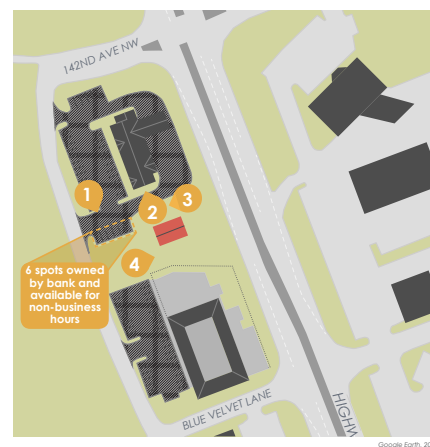 142ND AVE NW
1
2
3
4
6 spots owned
by bank and
available for
non-business
hours
BLUE VELVET LANE
HIGHW
Google Earth, 20